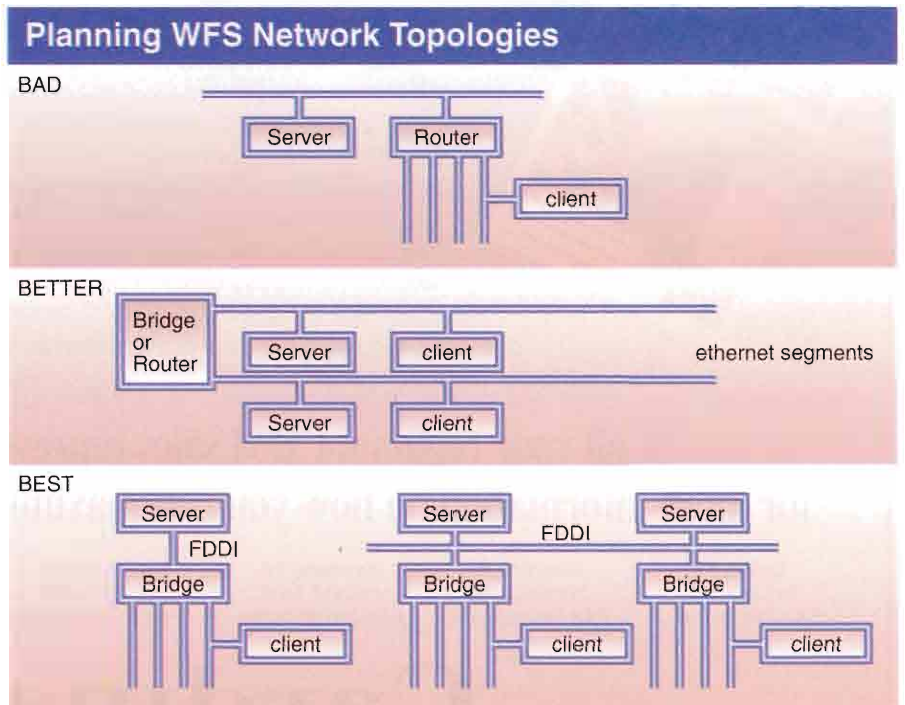 Planning WFS Network Topologies
BAD
Server
Router
client
BETTER
Bridge
or
Router
Server
client
ethernet segments
Server
client
BEST
Server
FDDI
Bridge
client
Server
Server
FDDI
Bridge
Bridge
client
client